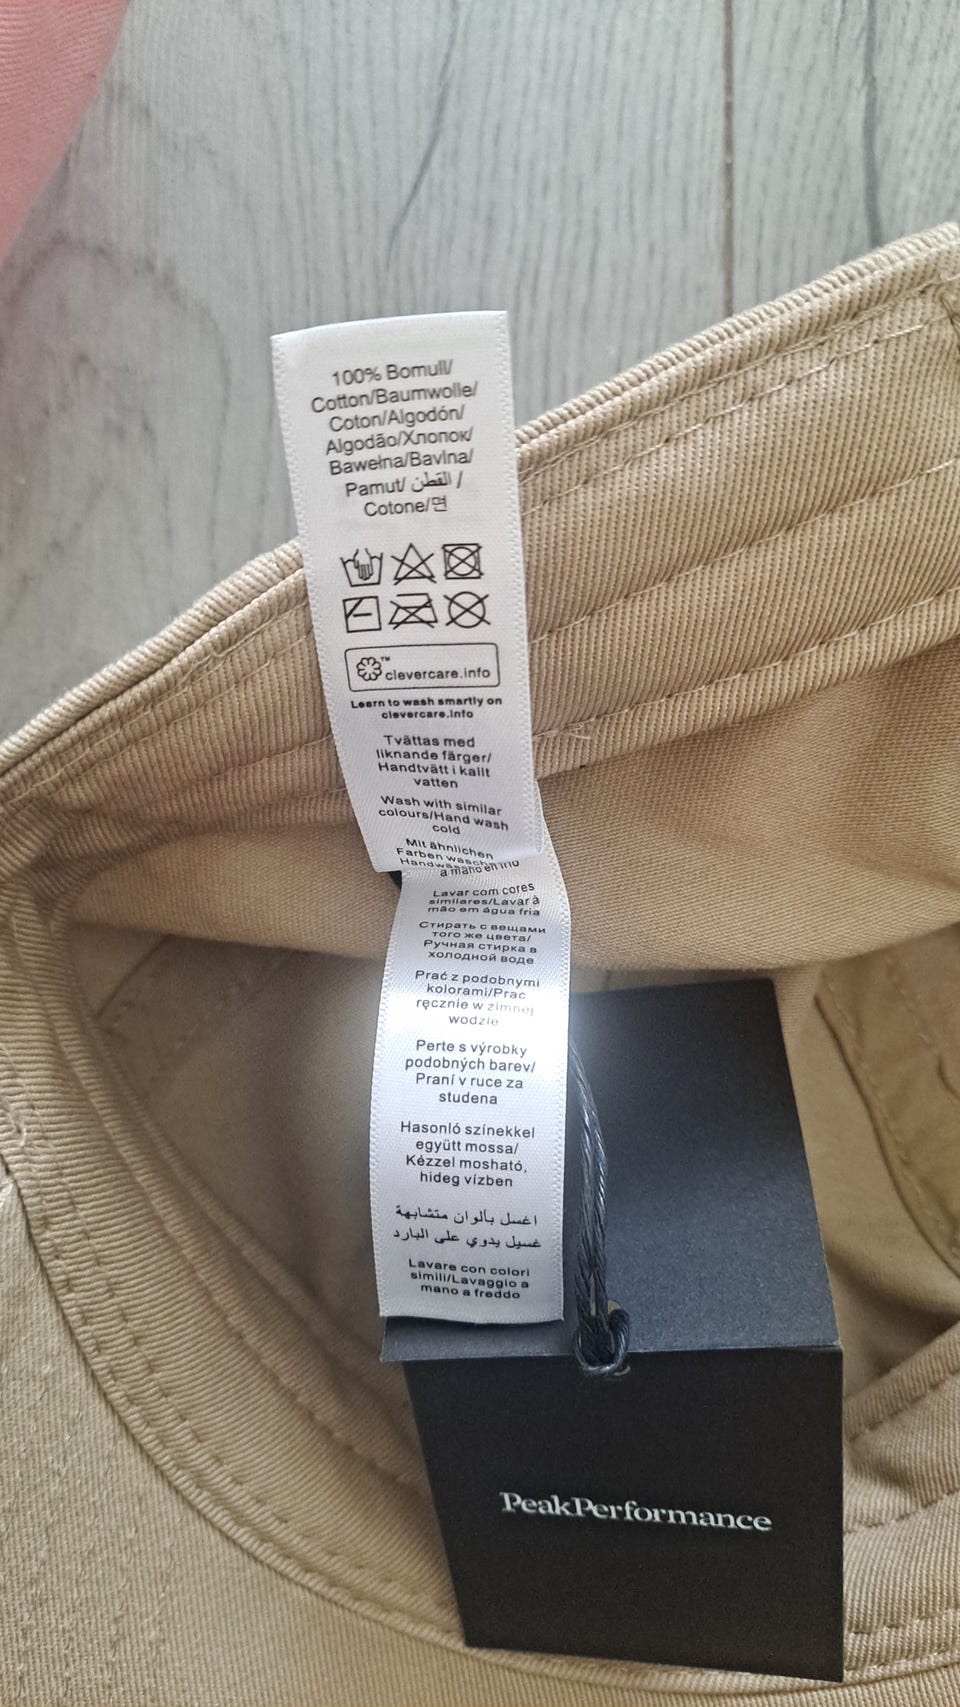 100% Bomull/
Cotton/Baumwolle/
Coton/Algodón/
Algodão/Хлопок/
Bawełna/Bavlna/
Pamut/ القطن /
Cotone/면
™
clevercare.info
Learn to wash smartly on
clevercare.info
Tvättas med
liknande färger/
Handtvätt i kallt
vatten
Wash with similar
colours/Hand wash
cold
Mit ähnlichen
Farben
a mano en frío
Lavar com cores
similares/Lavar à
mão em água fria
Стирать с вещами
того же цвета/
Ручная стирка в
холодной воде
Prać z podobnymi
kolorami/Prać
ręcznie w zimnej
wodzie
Perte s výrobky
podobných barev/
Praní v ruce za
studena
Hasonló színekkel
együtt mossa/
Kézzel mosható,
hideg vízben
اغسل بألوان متشابهة
غسيل يدوي على البارد
Lavare con colori
simili/Lavaggio a
mano a freddo
PeakPerformance